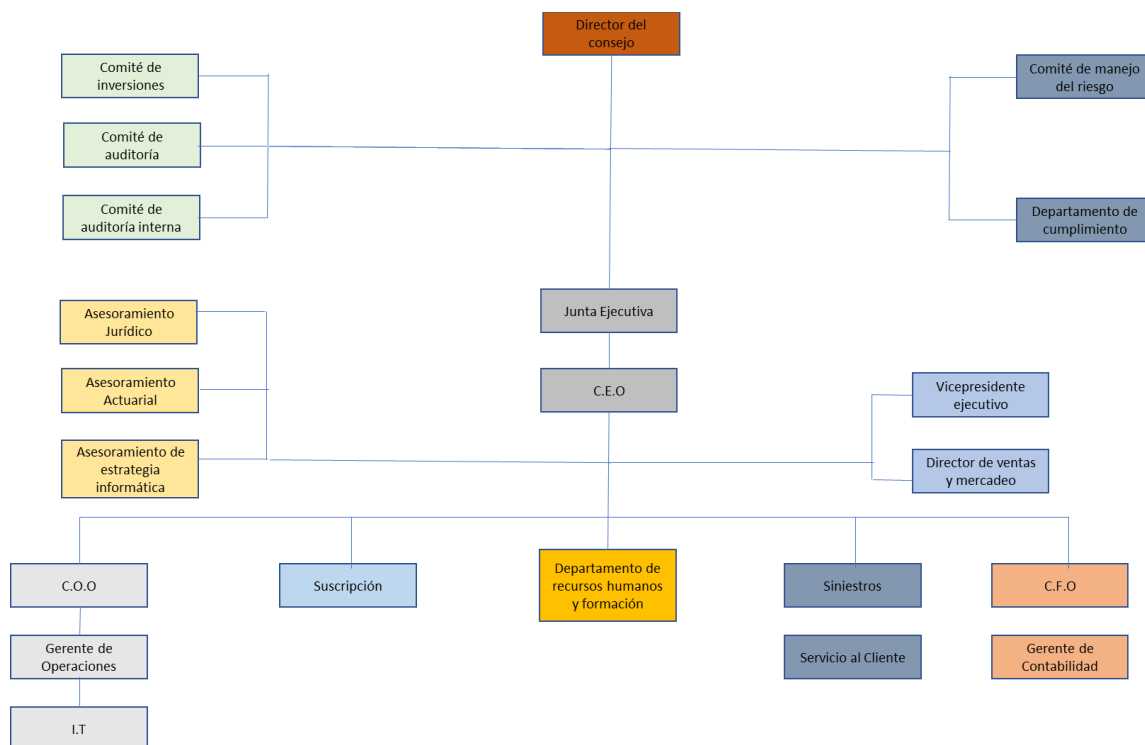 Director del
consejo
Comité de
inversiones
Comité de manejo
del riesgo
Comité de
auditoría
Comité de
auditoría interna
Departamento de
cumplimiento
Junta Ejecutiva
Asesoramiento
Jurídico
C.E.O
Asesoramiento
Actuarial
Vicepresidente
ejecutivo
Asesoramiento de
estrategia
informática
Director de ventas
y mercadeo
C.O.O
Suscripción
Departamento de
recursos humanos
y formación
Siniestros
C.F.O
Gerente de
Operaciones
Servicio al Cliente
Gerente de
Contabilidad
I.T